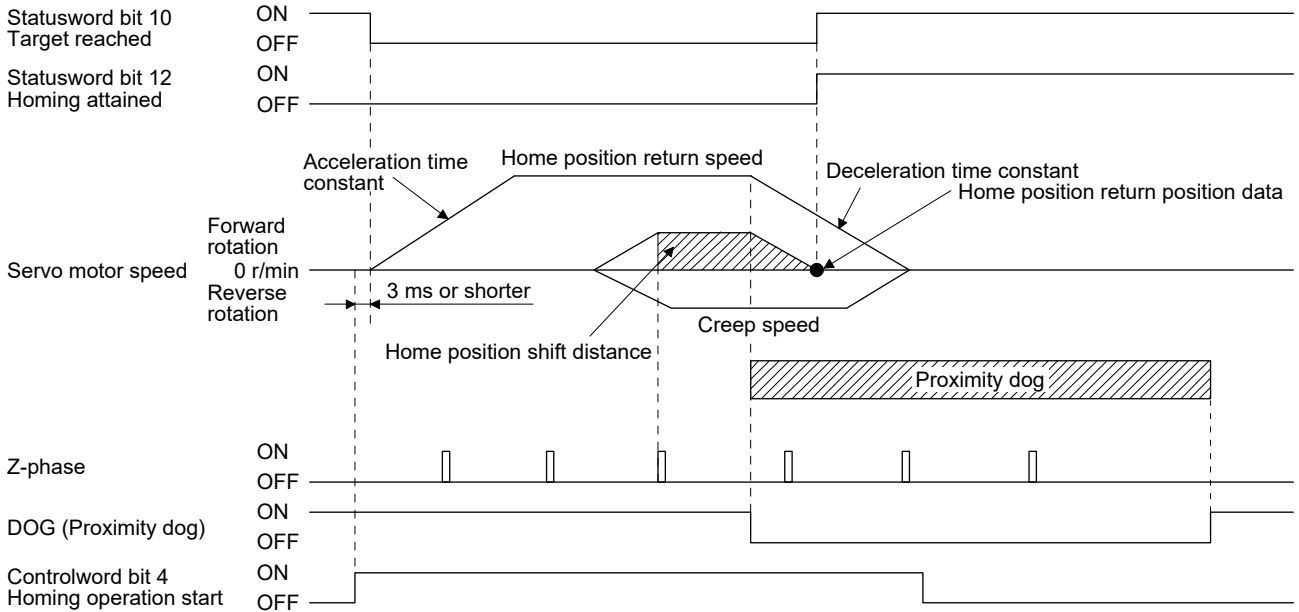 Statusword bit 10
Target reached
ON
OFF
Statusword bit 12
Homing attained
ON
OFF
Acceleration time
constant
Home position return speed
Deceleration time constant
Home position return position data
Forward
rotation
Servo motor speed
0 r/min
Reverse
rotation
3 ms or shorter
Creep speed
Home position shift distance
Proximity dog
Z-phase
ON
OFF
DOG (Proximity dog)
ON
OFF
Controlword bit 4
Homing operation start
ON
OFF